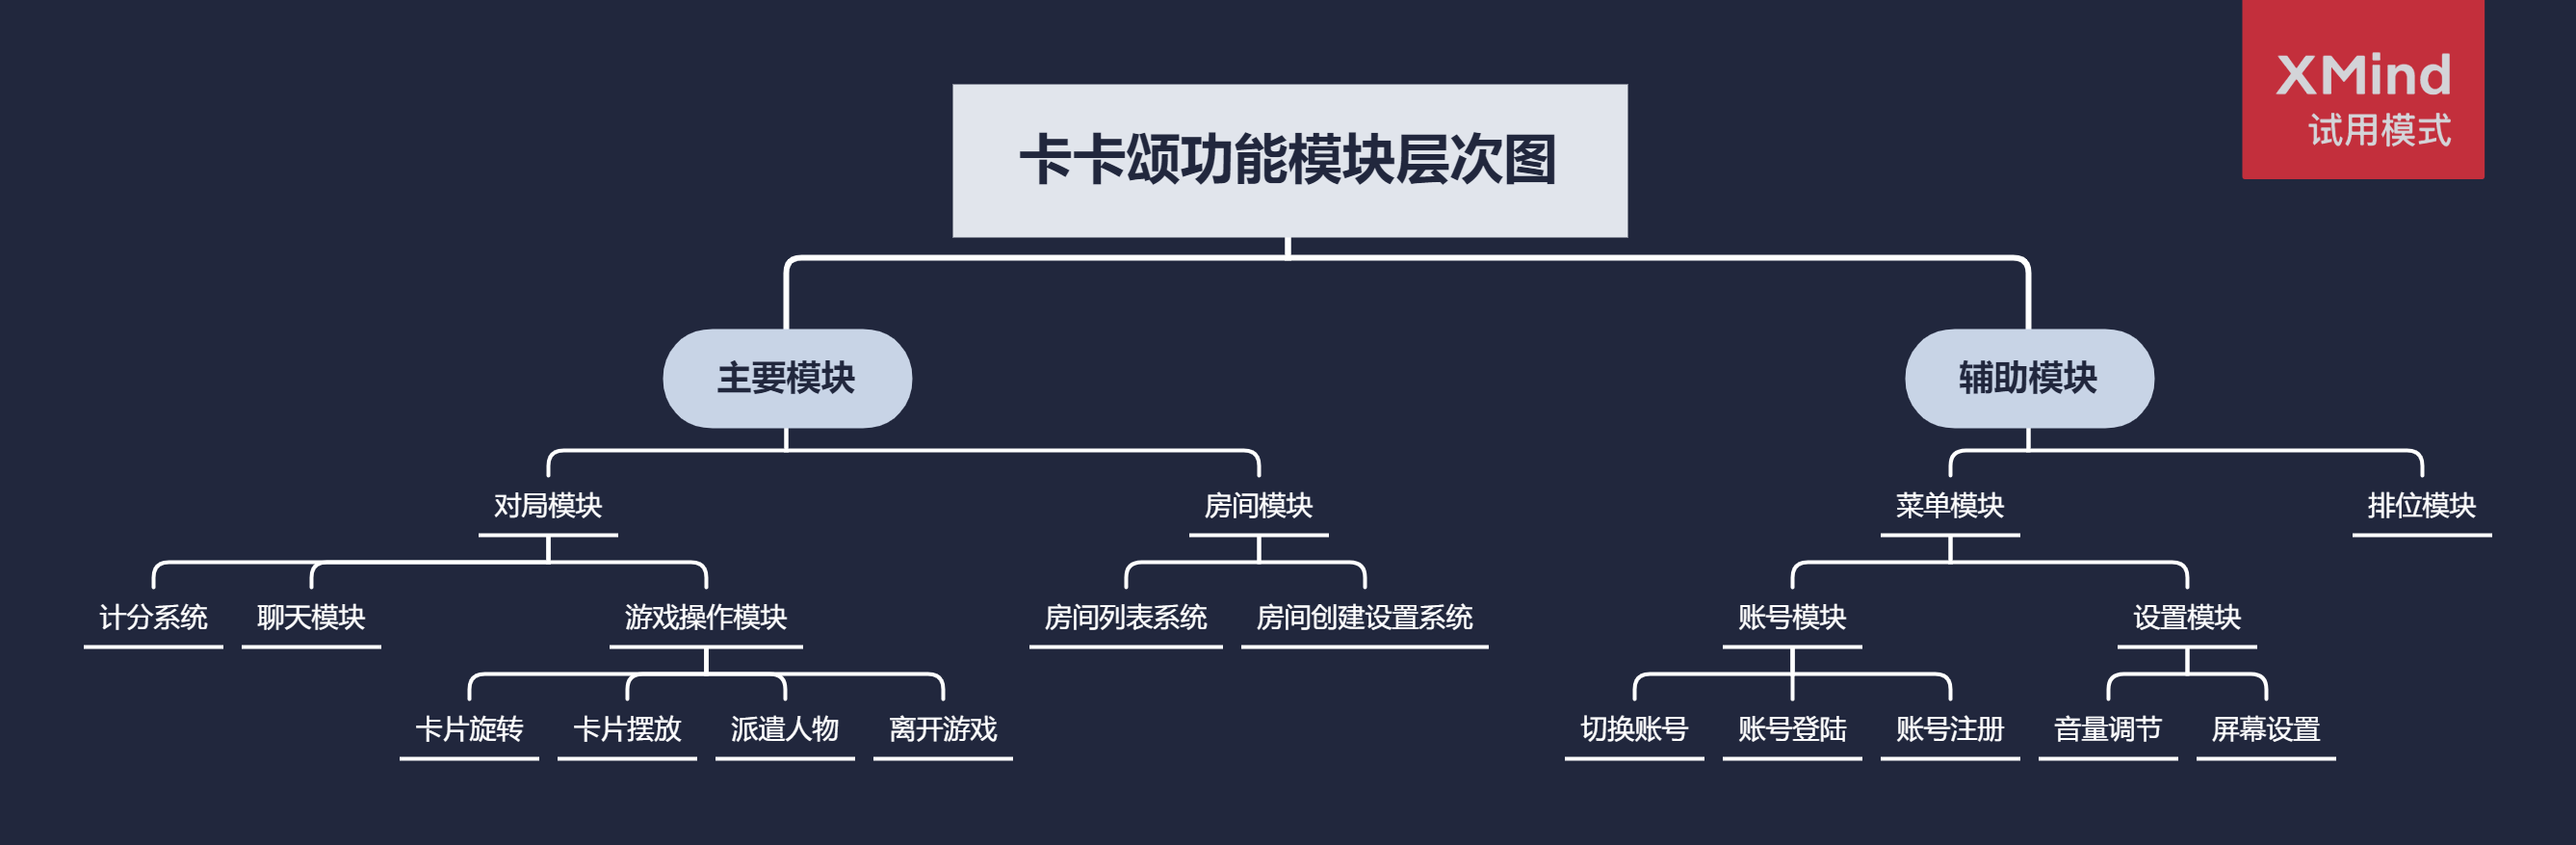 XMind
试用模式
卡卡颂功能模块层次图
主要模块
辅助模块
对局模块
房间模块
菜单模块
排位模块
计分系统
聊天模块
游戏操作模块
房间列表系统
房间创建设置系统
账号模块
设置模块
卡片旋转
卡片摆放
派遣人物
离开游戏
切换账号
账号登陆
账号注册
音量调节
屏幕设置